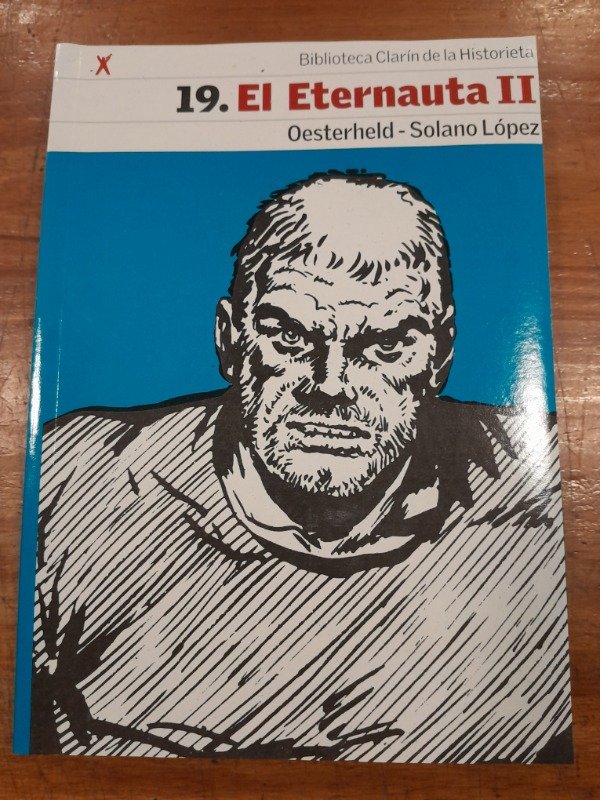 Biblioteca Clarín de la Historieta
19. El Eternauta II
Oesterheld - Solano López